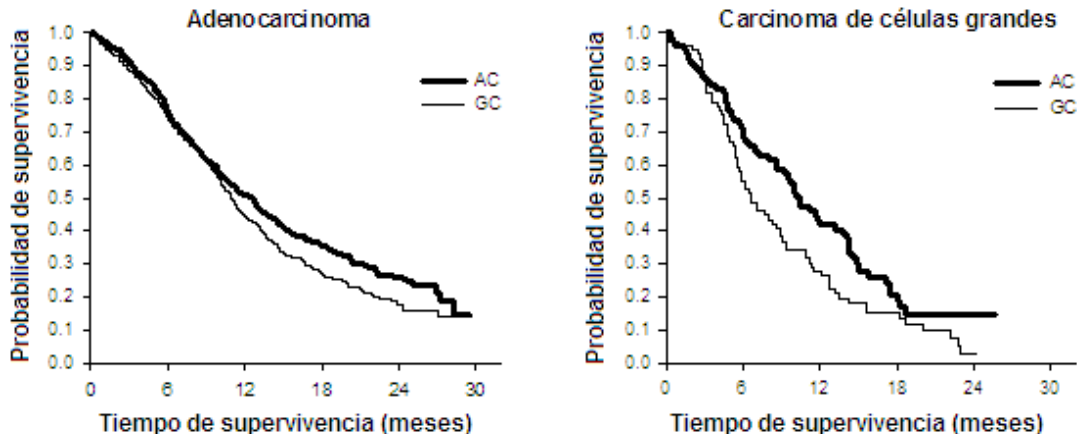 Adenocarcinoma
Probabilidad de supervivencia
1.0
0.9
0.8
0.7
0.6
0.5
0.4
0.3
0.2
0.1
0.0
AC
GC
0 6 12 18 24 30
Tiempo de supervivencia (meses)
Carcinoma de células grandes
Probabilidad de supervivencia
1.0
0.9
0.8
0.7
0.6
0.5
0.4
0.3
0.2
0.1
0.0
AC
GC
0 6 12 18 24 30
Tiempo de supervivencia (meses)